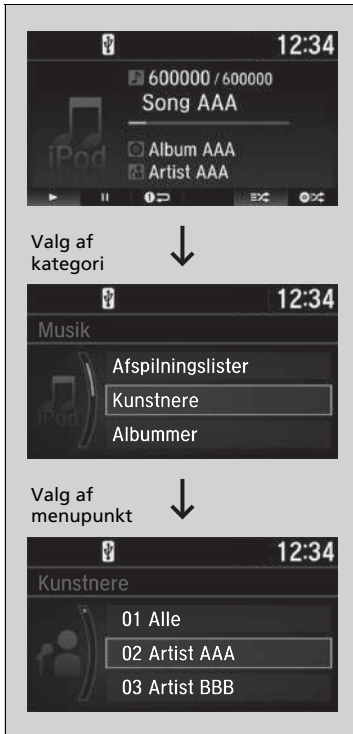 12:34
600000 / 600000
Song AAA
iPod
Album AAA
Artist AAA
Valg af
kategori
12:34
Musik
Afspilningslister
iPod
Kunstnere
Albummer
Valg af
menupunkt
12:34
Kunstnere
01 Alle
02 Artist AAA
03 Artist BBB